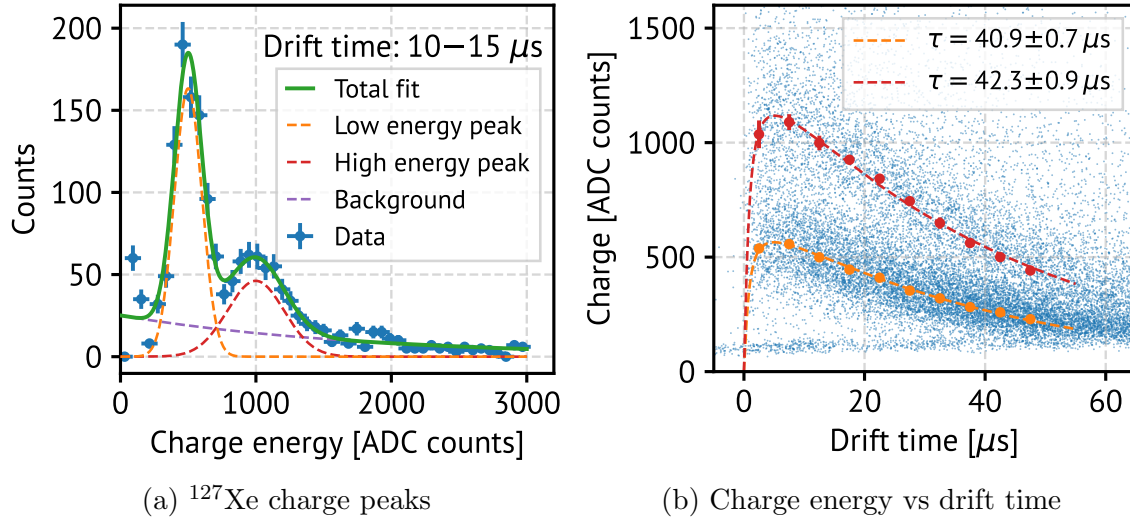 Drift time: 10−15 μs
Total fit
Low energy peak
High energy peak
Background
Data
Counts
200
150
100
50
0
0
1000
2000
3000
Charge energy [ADC counts]
(a) ¹²⁷Xe charge peaks
τ = 40.9±0.7 μs
τ = 42.3±0.9 μs
Charge [ADC counts]
1500
1000
500
0
0
20
40
60
Drift time [μs]
(b) Charge energy vs drift time